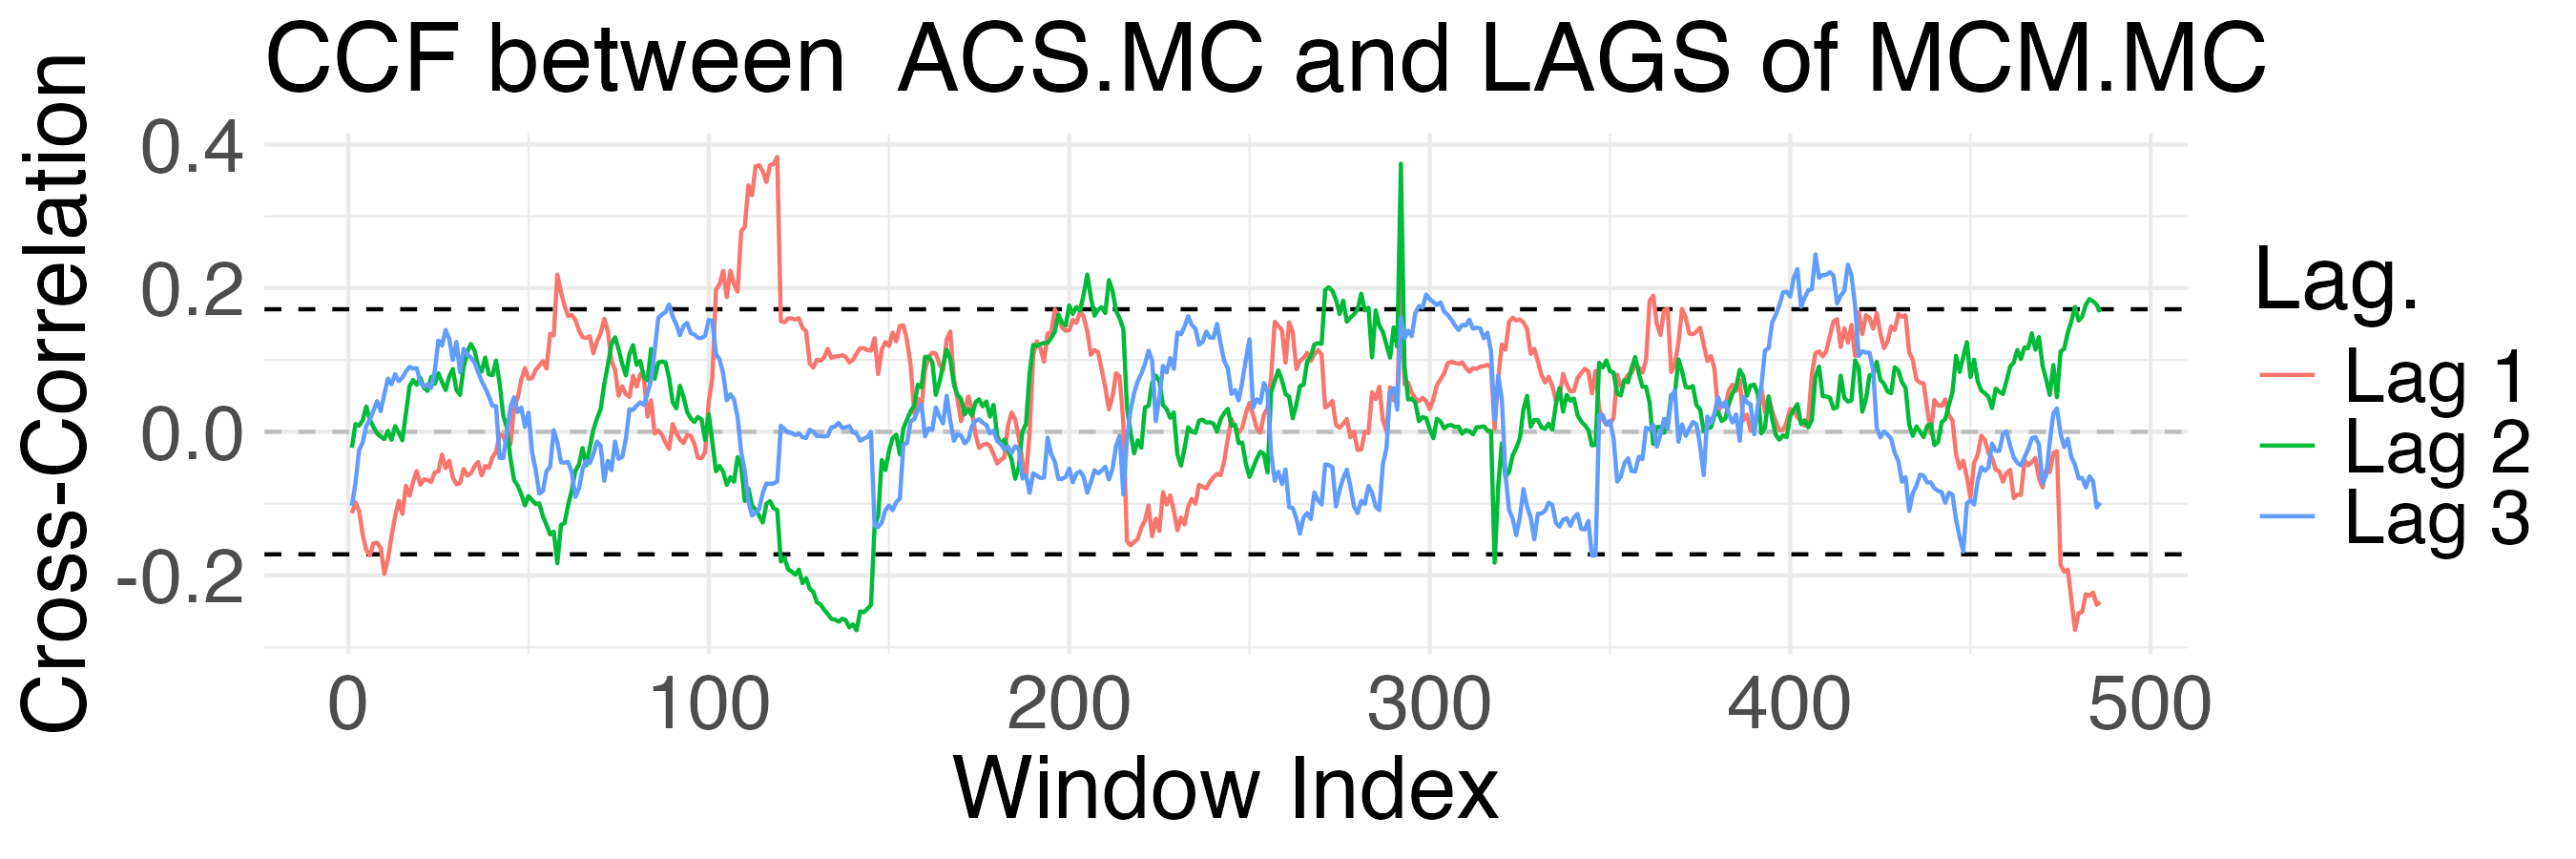 CCF between  ACS.MC and LAGS of MCM.MC
Cross-Correlation
0.4
0.2
0.0
-0.2
0 100 200 300 400 500
Window Index
Lag.
Lag 1
Lag 2
Lag 3